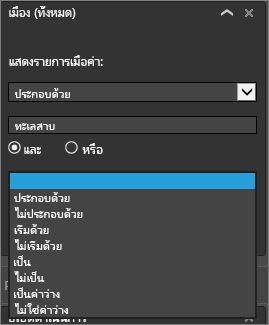 เมือง (ทั้งหมด)
แสดงรายการเมื่อค่า:
ประกอบด้วย
ทะเลสาบ
และ หรือ
ประกอบด้วย
ไม่ประกอบด้วย
เริ่มด้วย
ไม่เริ่มด้วย
เป็น
ไม่เป็น
เป็นค่าว่าง
ไม่ใช่ค่าว่าง